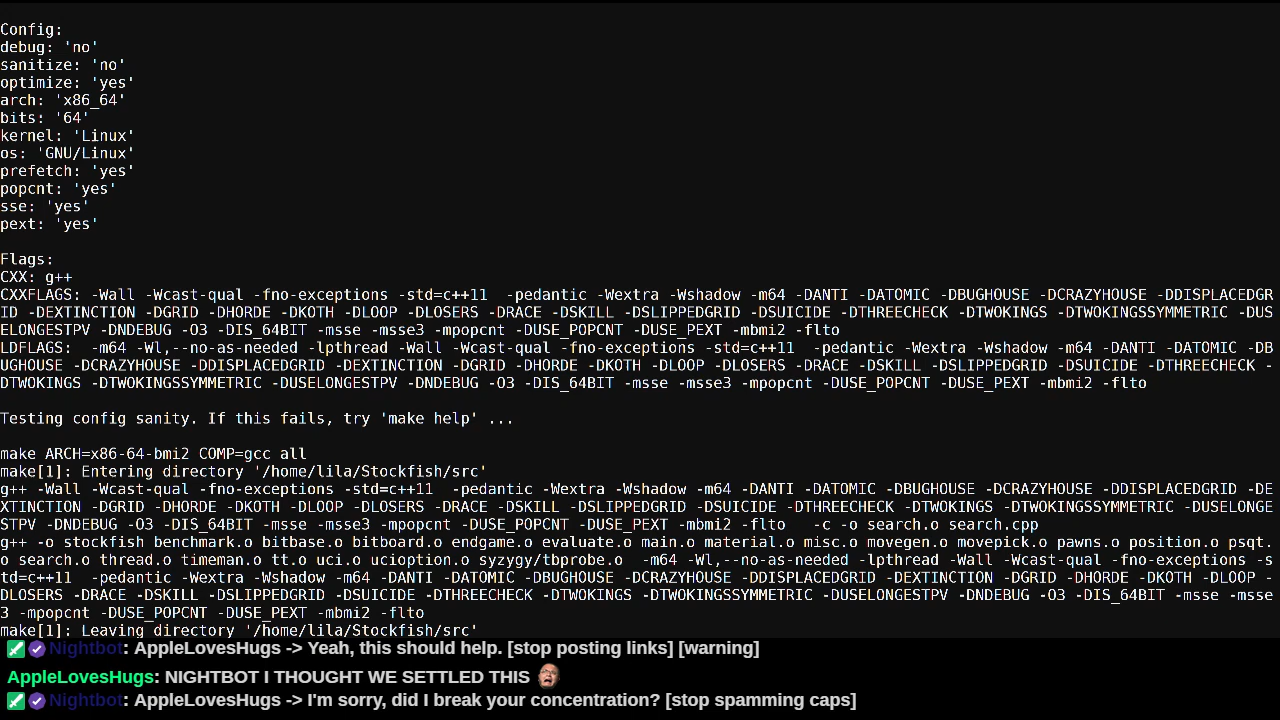 Config:
debug: 'no'
sanitize: 'no'
optimize: 'yes'
arch: 'x86_64'
bits: '64'
kernel: 'Linux'
os: 'GNU/Linux'
prefetch: 'yes'
popcnt: 'yes'
sse: 'yes'
pext: 'yes'
Flags:
CXX: g++
CXXFLAGS: -Wall -Wcast-qual -fno-exceptions -std=c++11  -pedantic -Wextra -Wshadow -m64 -DANTI -DATOMIC -DBUGHOUSE -DCRAZYHOUSE -DDISPLACEDGR
ID -DEXTINCTION -DGRID -DHORDE -DKOTH -DLOOP -DLOSERS -DRACE -DSKILL -DSLIPPEDGRID -DSUICIDE -DTHREECHECK -DTWOKINGS -DTWOKINGSSYMMETRIC -DUS
ELONGESTPV -DNDEBUG -O3 -DIS_64BIT -msse -msse3 -mpopcnt -DUSE_POPCNT -DUSE_PEXT -mbmi2 -flto
LDFLAGS:  -m64 -Wl,--no-as-needed -lpthread -Wall -Wcast-qual -fno-exceptions -std=c++11  -pedantic -Wextra -Wshadow -m64 -DANTI -DATOMIC -DB
UGHOUSE -DCRAZYHOUSE -DDISPLACEDGRID -DEXTINCTION -DGRID -DHORDE -DKOTH -DLOOP -DLOSERS -DRACE -DSKILL -DSLIPPEDGRID -DSUICIDE -DTHREECHECK -
DTWOKINGS -DTWOKINGSSYMMETRIC -DUSELONGESTPV -DNDEBUG -O3 -DIS_64BIT -msse -msse3 -mpopcnt -DUSE_POPCNT -DUSE_PEXT -mbmi2 -flto
Testing config sanity. If this fails, try 'make help' ...
make ARCH=x86-64-bmi2 COMP=gcc all
make[1]: Entering directory '/home/lila/Stockfish/src'
g++ -Wall -Wcast-qual -fno-exceptions -std=c++11  -pedantic -Wextra -Wshadow -m64 -DANTI -DATOMIC -DBUGHOUSE -DCRAZYHOUSE -DDISPLACEDGRID -DE
XTINCTION -DGRID -DHORDE -DKOTH -DLOOP -DLOSERS -DRACE -DSKILL -DSLIPPEDGRID -DSUICIDE -DTHREECHECK -DTWOKINGS -DTWOKINGSSYMMETRIC -DUSELONGE
STPV -DNDEBUG -O3 -DIS_64BIT -msse -msse3 -mpopcnt -DUSE_POPCNT -DUSE_PEXT -mbmi2 -flto   -c -o search.o search.cpp
g++ -o stockfish benchmark.o bitbase.o bitboard.o endgame.o evaluate.o main.o material.o misc.o movegen.o movepick.o pawns.o position.o psqt.
o search.o thread.o timeman.o tt.o uci.o ucioption.o syzygy/tbprobe.o  -m64 -Wl,--no-as-needed -lpthread -Wall -Wcast-qual -fno-exceptions -s
td=c++11  -pedantic -Wextra -Wshadow -m64 -DANTI -DATOMIC -DBUGHOUSE -DCRAZYHOUSE -DDISPLACEDGRID -DEXTINCTION -DGRID -DHORDE -DKOTH -DLOOP -
DLOSERS -DRACE -DSKILL -DSLIPPEDGRID -DSUICIDE -DTHREECHECK -DTWOKINGS -DTWOKINGSSYMMETRIC -DUSELONGESTPV -DNDEBUG -O3 -DIS_64BIT -msse -msse
3 -mpopcnt -DUSE_POPCNT -DUSE_PEXT -mbmi2 -flto
make[1]: Leaving directory '/home/lila/Stockfish/src'
Nightbot: AppleLovesHugs -> Yeah, this should help. [stop posting links] [warning]
AppleLovesHugs: NIGHTBOT I THOUGHT WE SETTLED THIS
Nightbot: AppleLovesHugs -> I'm sorry, did I break your concentration? [stop spamming caps]